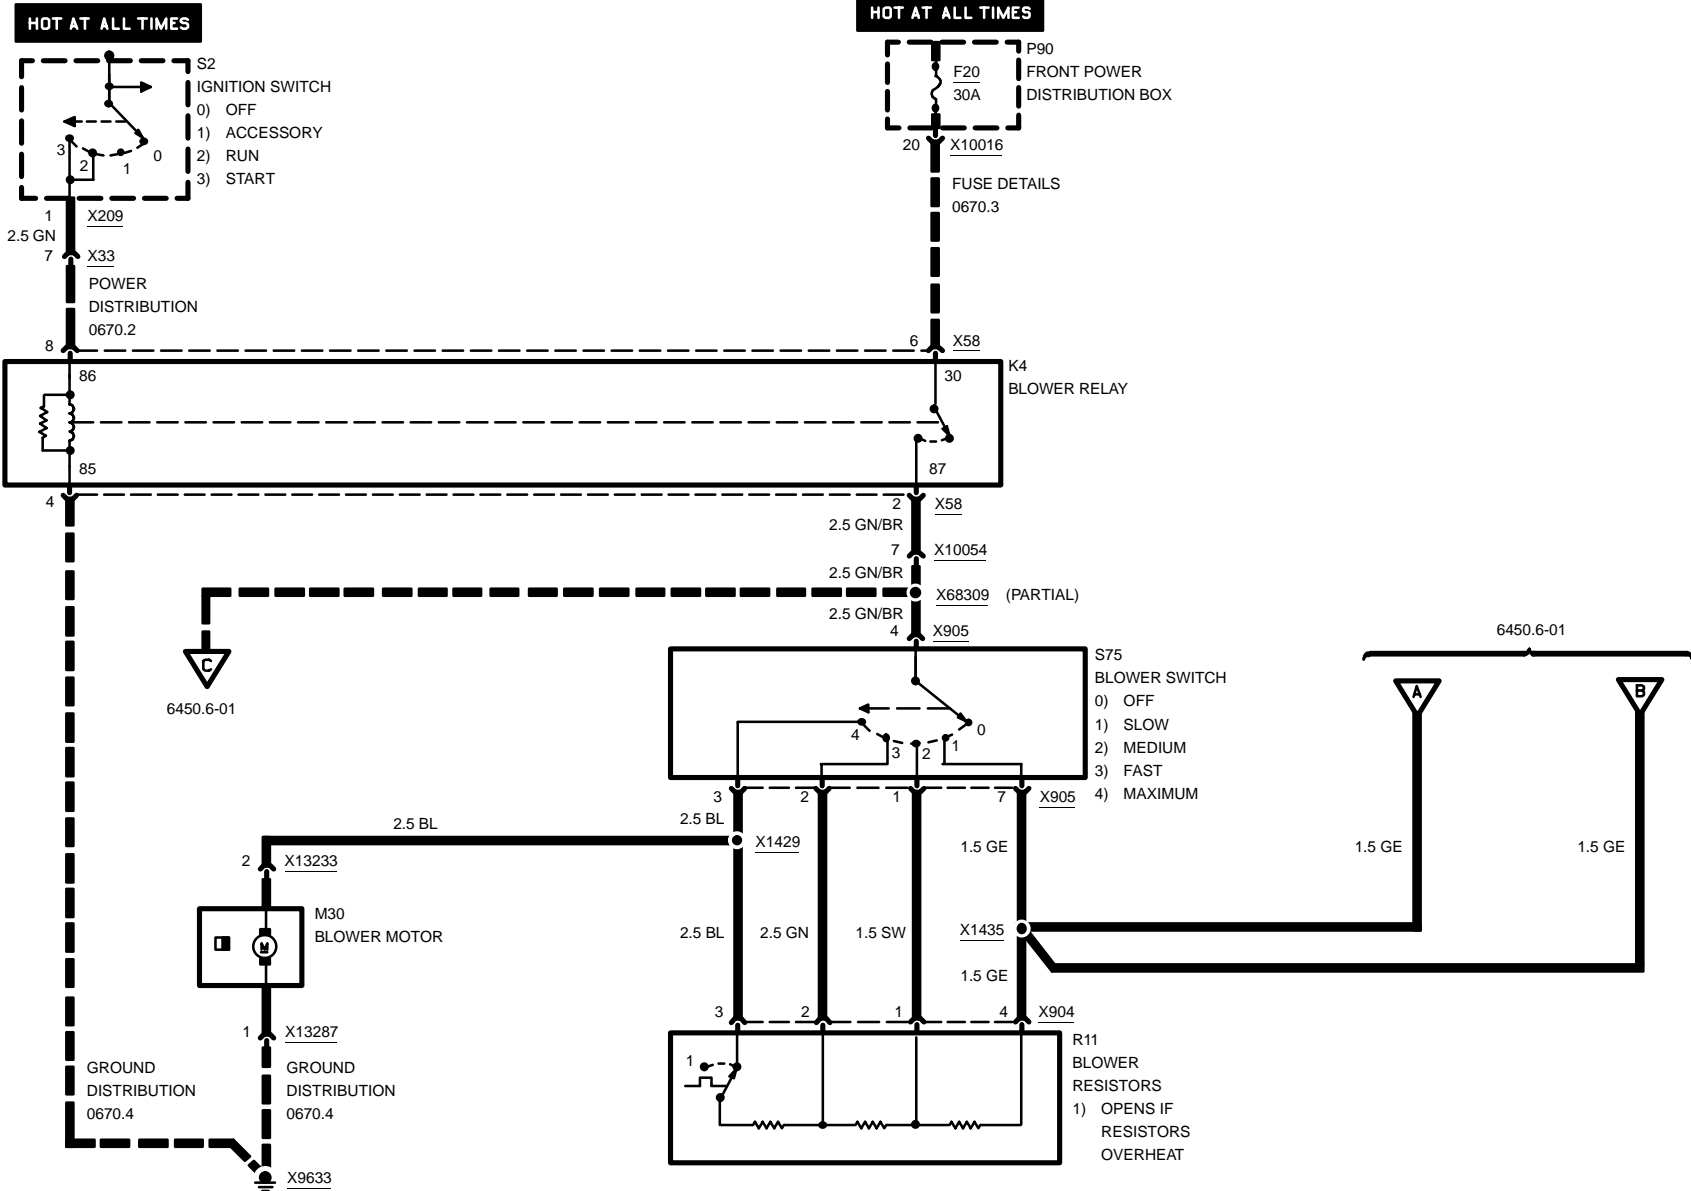 HOT AT ALL TIMES
S2
IGNITION SWITCH
0) OFF
1) ACCESSORY
2) RUN
3) START
3
2
1
0
1
X209
2.5 GN
7
X33
POWER
DISTRIBUTION
0670.2
HOT AT ALL TIMES
P90
FRONT POWER
DISTRIBUTION BOX
F20
30A
20
X10016
FUSE DETAILS
0670.3
8
6
X58
86
30
K4
BLOWER RELAY
85
87
4
2
X58
2.5 GN/BR
7
X10054
2.5 GN/BR
X68309 (PARTIAL)
2.5 GN/BR
4
X905
C
6450.6-01
S75
BLOWER SWITCH
0) OFF
1) SLOW
2) MEDIUM
3) FAST
4) MAXIMUM
4
3
2
1
0
6450.6-01
A
B
3
2
1
7
X905
2.5 BL
2.5 BL
X1429
1.5 GE
1.5 GE
1.5 GE
2
X13233
M30
BLOWER MOTOR
M
2.5 BL
2.5 GN
1.5 SW
X1435
1.5 GE
3
2
1
4
X904
1
X13287
R11
BLOWER
RESISTORS
1) OPENS IF
RESISTORS
OVERHEAT
1
GROUND
DISTRIBUTION
0670.4
GROUND
DISTRIBUTION
0670.4
X9633